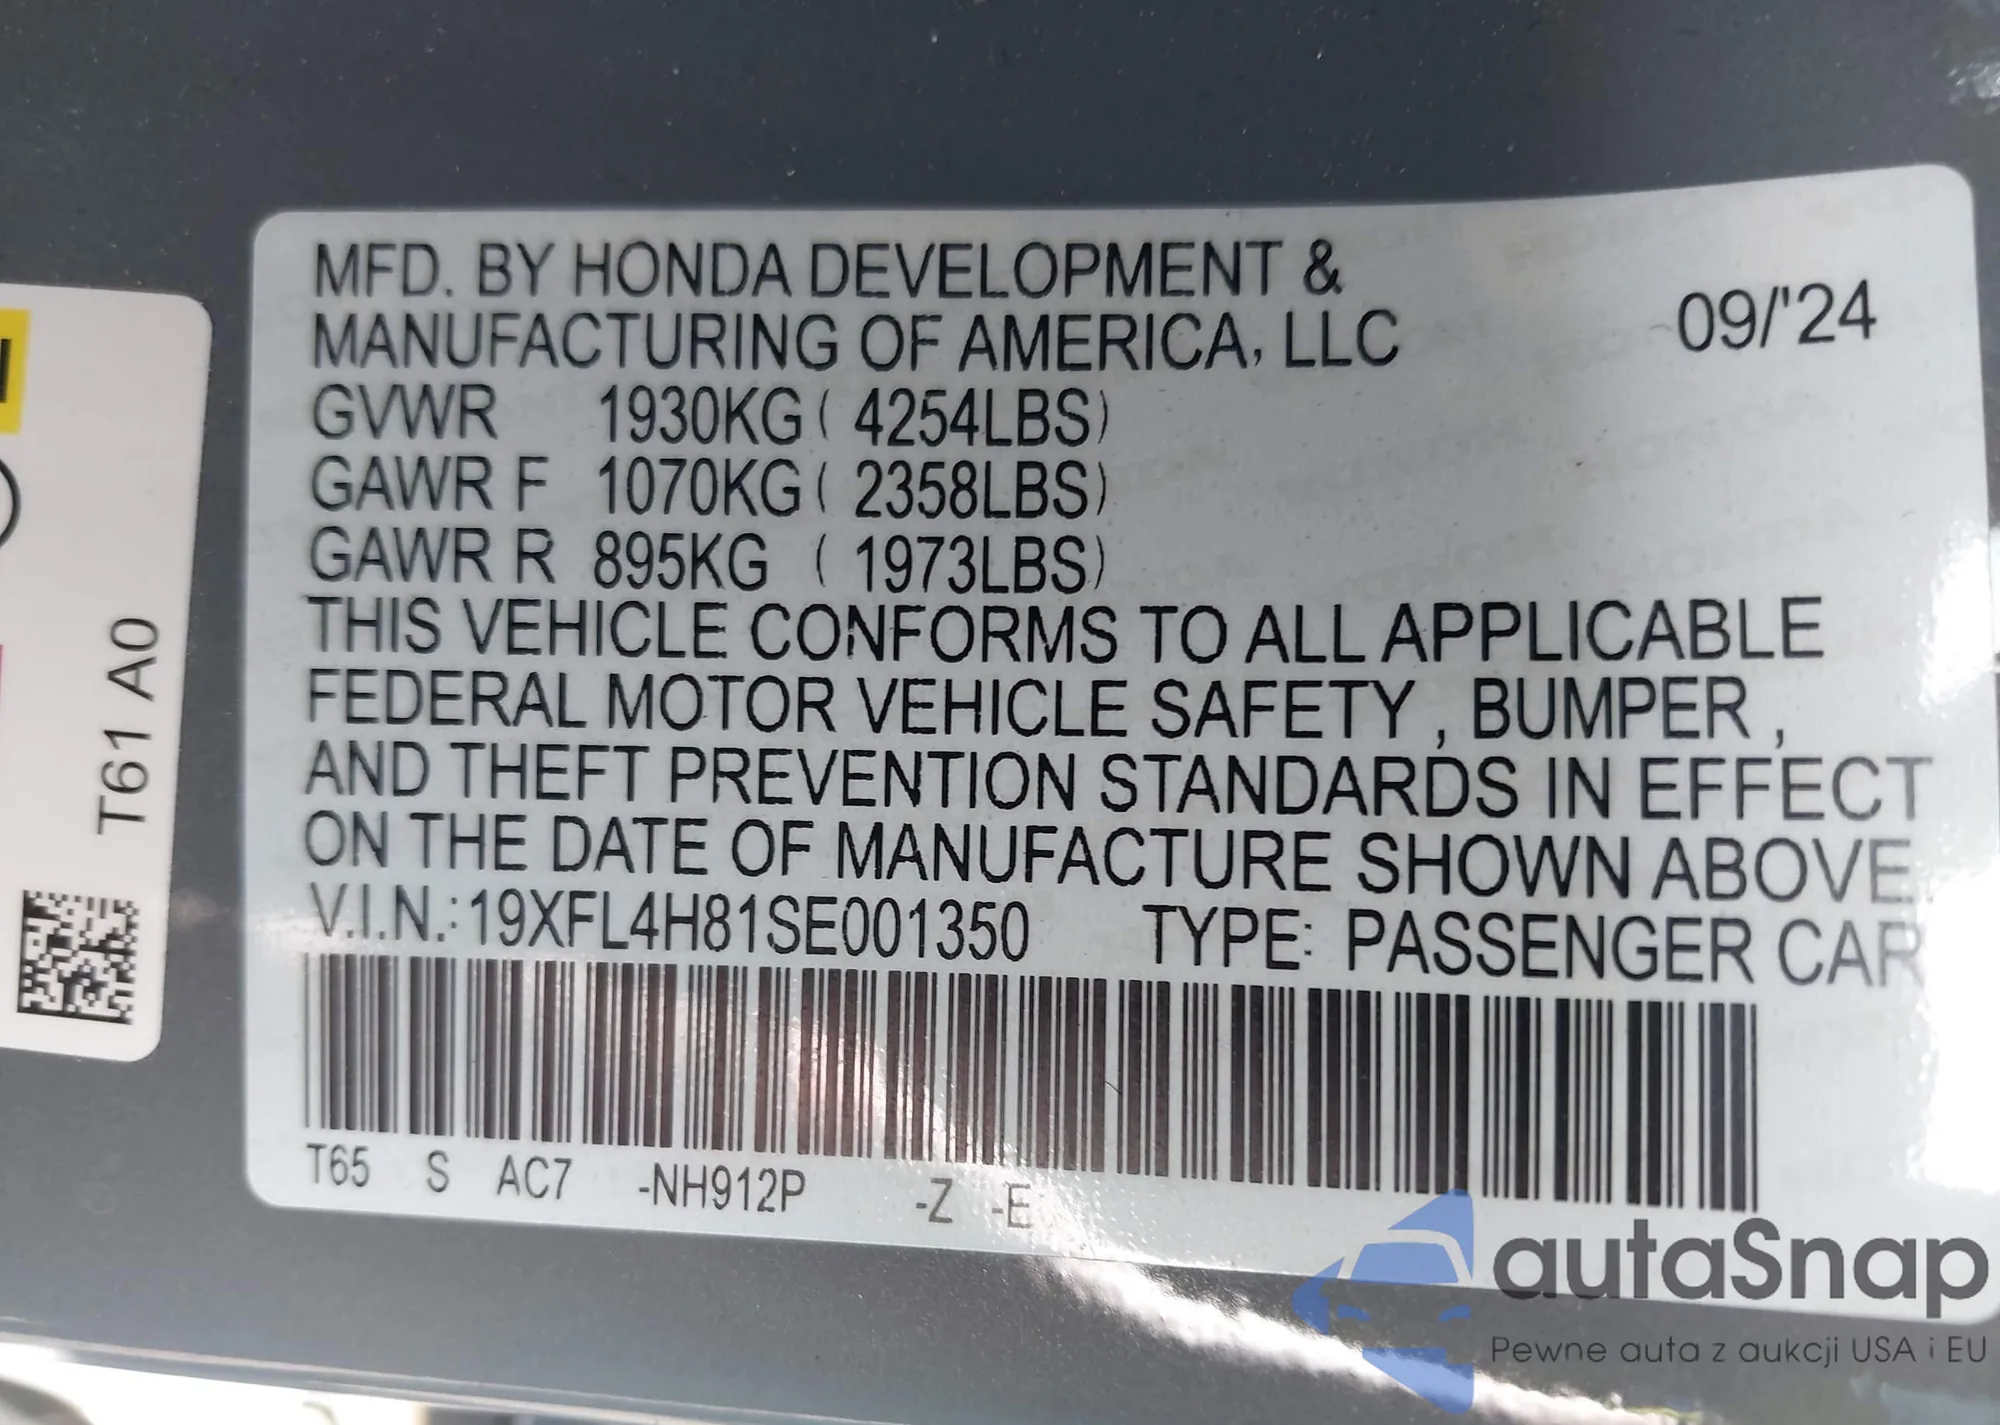 MFD. BY HONDA DEVELOPMENT &
MANUFACTURING OF AMERICA, LLC
09/'24
GVWR 1930KG ( 4254LBS)
GAWR F 1070KG ( 2358LBS)
GAWR R 895KG ( 1973LBS)
THIS VEHICLE CONFORMS TO ALL APPLICABLE
FEDERAL MOTOR VEHICLE SAFETY , BUMPER ,
AND THEFT PREVENTION STANDARDS IN EFFECT
ON THE DATE OF MANUFACTURE SHOWN ABOVE.
V.I.N.: 19XFL4H81SE001350 TYPE: PASSENGER CAR
T65 S AC7 -NH912P -Z -E
T61 A0
autaSnap
Pewne auta z aukcji USA i EU